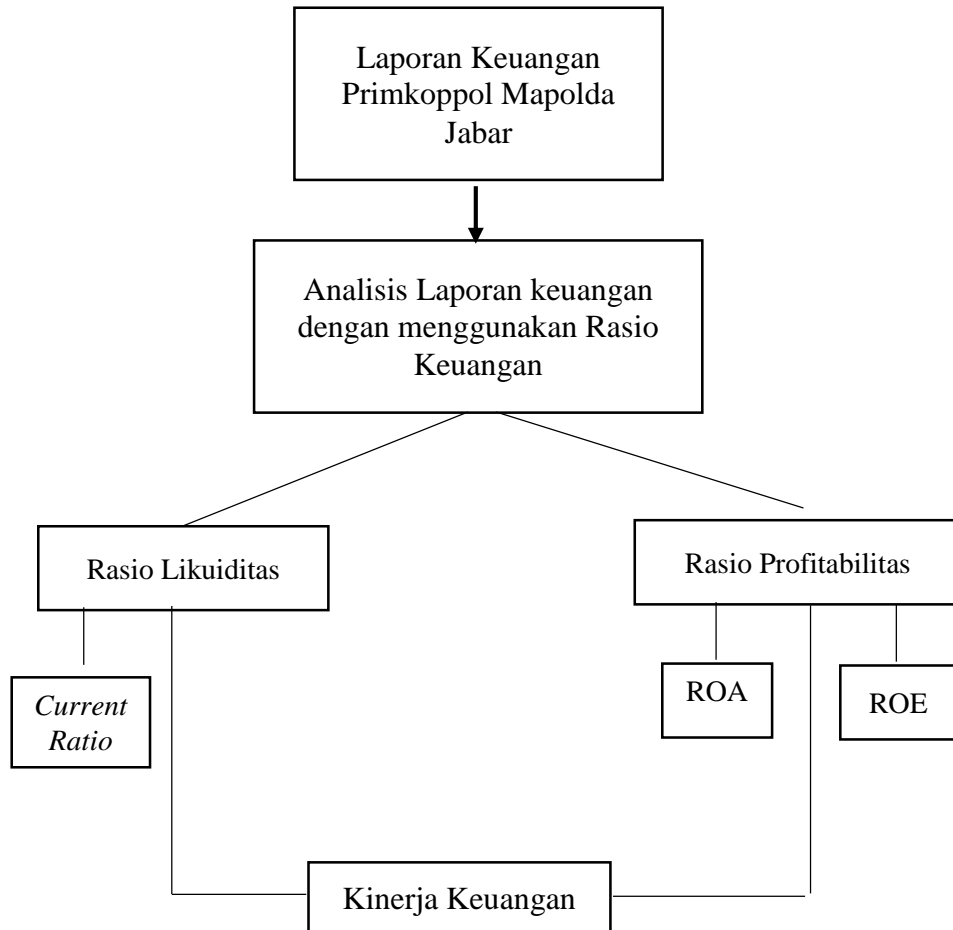 Laporan Keuangan
Primkoppol Mapolda
Jabar
Analisis Laporan keuangan
dengan menggunakan Rasio
Keuangan
Rasio Likuiditas
Rasio Profitabilitas
Current
Ratio
ROA
ROE
Kinerja Keuangan